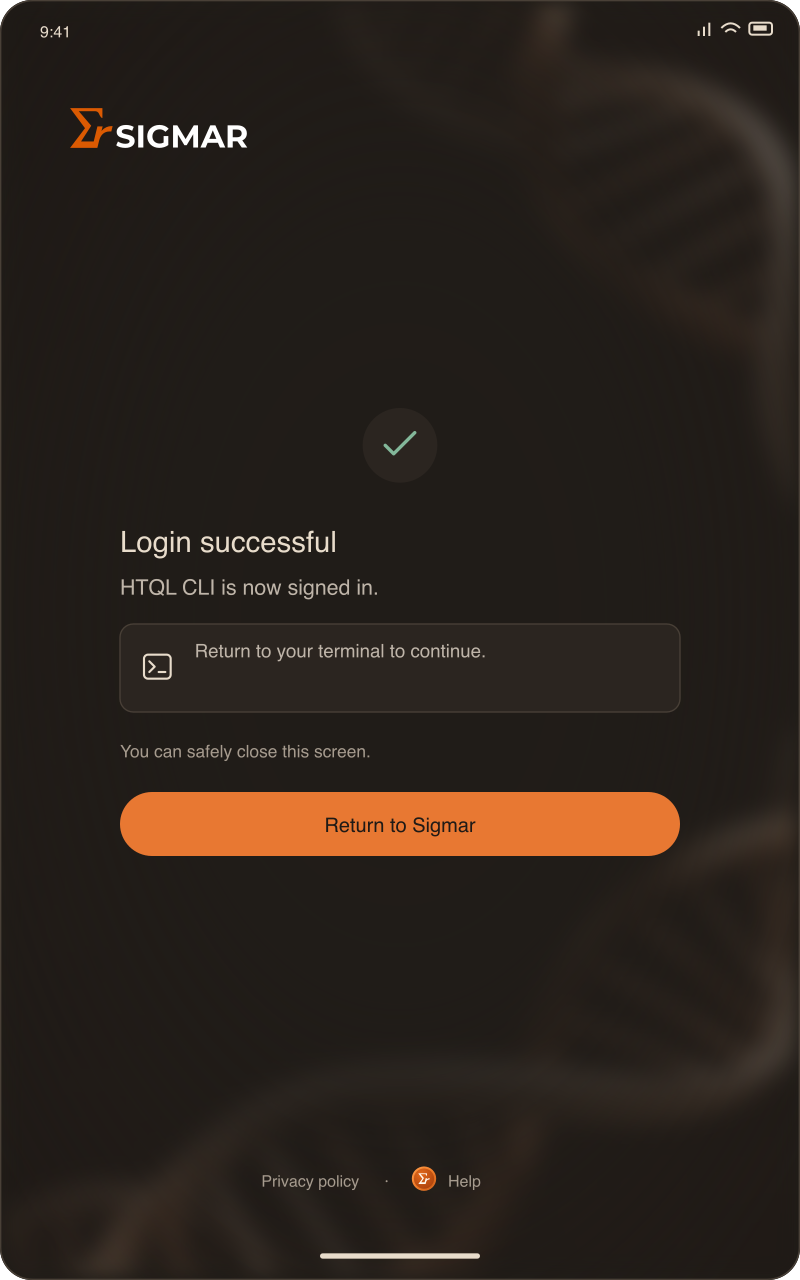 9:41
SIGMAR
Login successful
HTQL CLI is now signed in.
Return to your terminal to continue.
You can safely close this screen.
Return to Sigmar
Privacy policy · Help